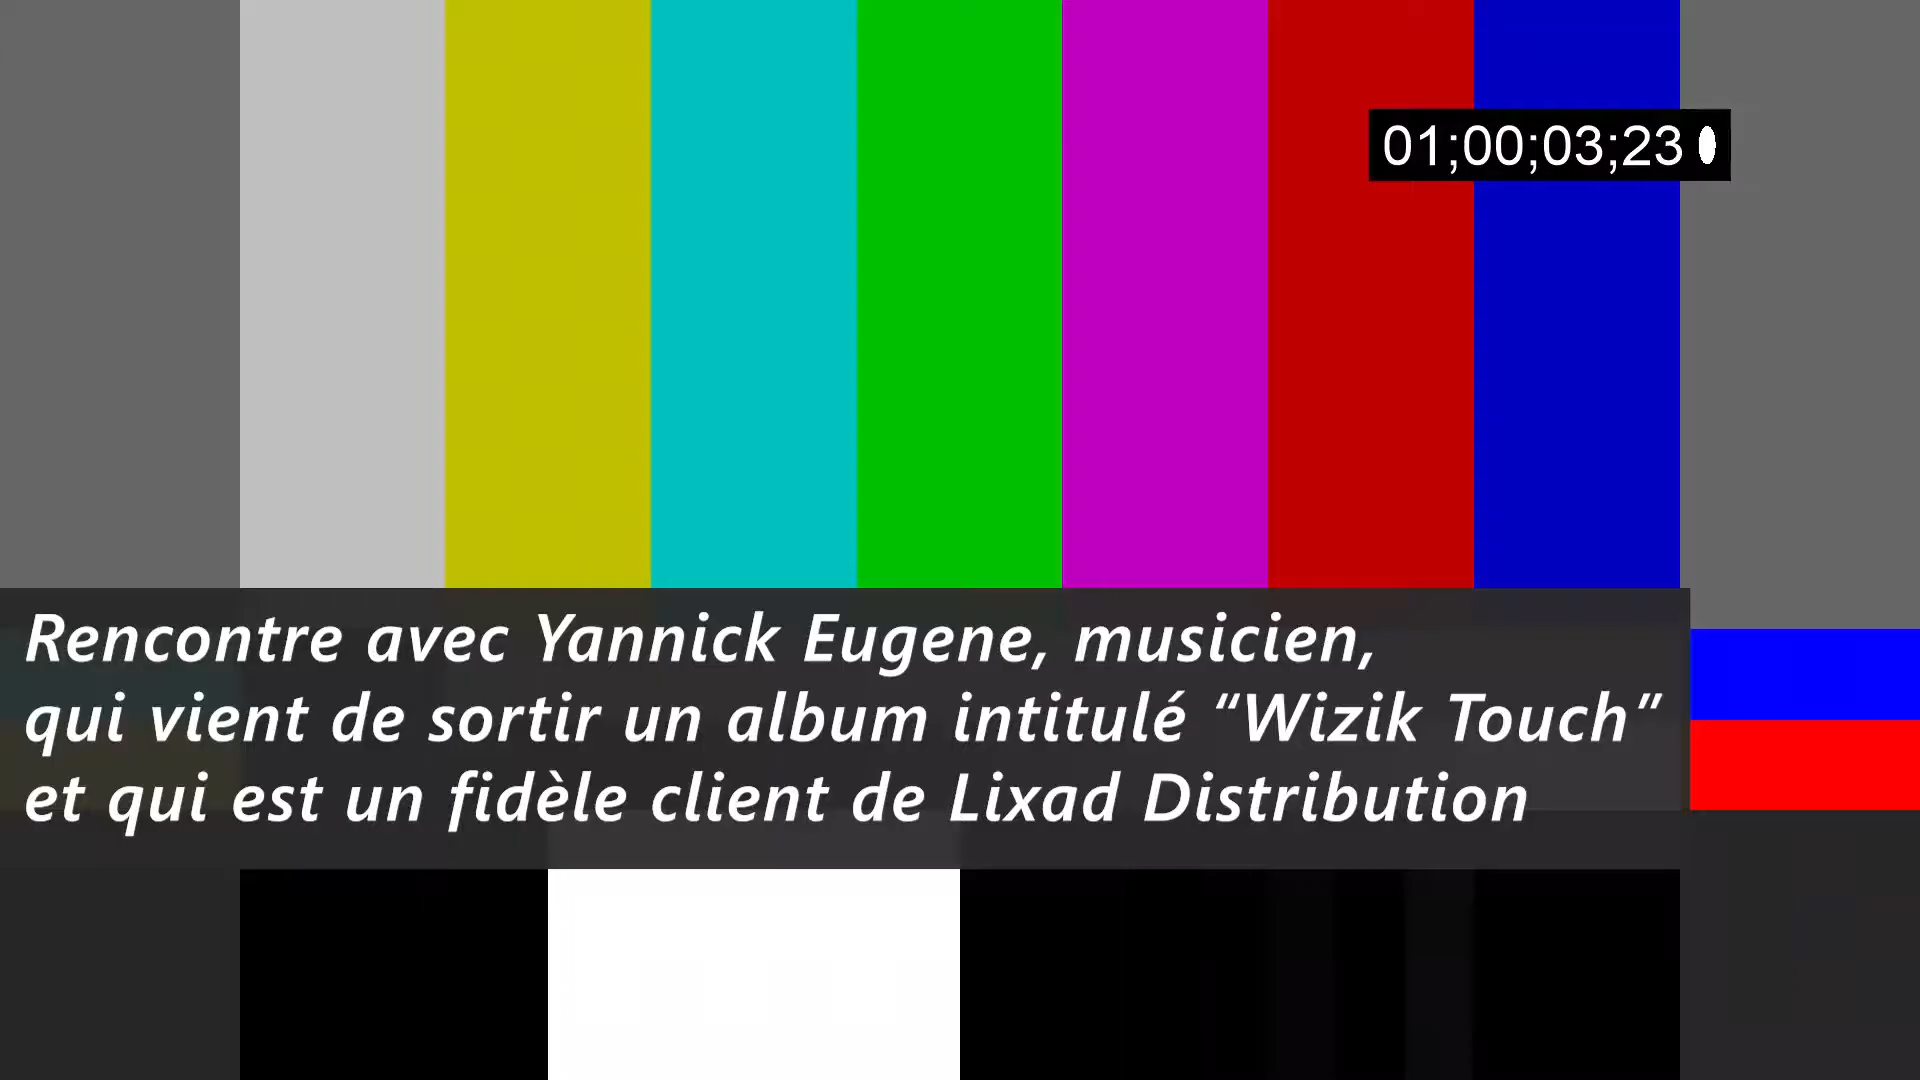 01;00;03;23
Rencontre avec Yannick Eugene, musicien,
qui vient de sortir un album intitulé “Wizik Touch”
et qui est un fidèle client de Lixad Distribution